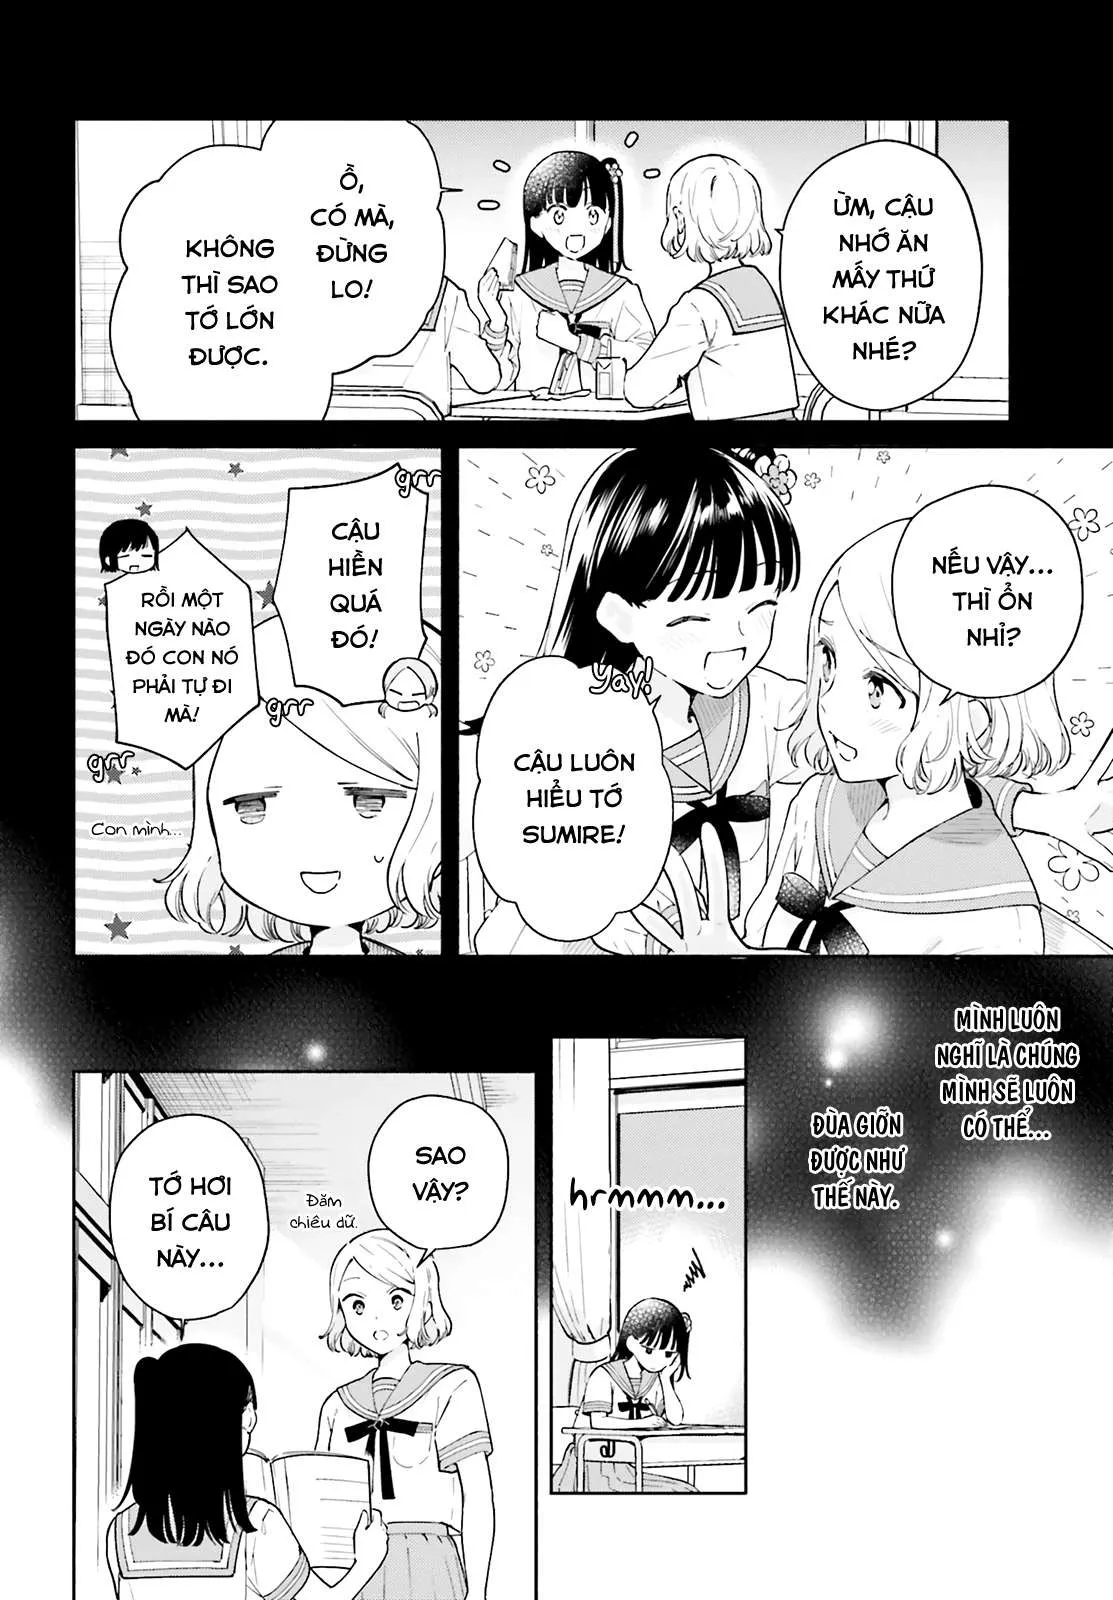 ỪM, CẬU
NHỚ ĂN
MẤY THỨ
KHÁC NỮA
NHÉ?
Ồ,
CÓ MÀ,
ĐỪNG
LO!
KHÔNG
THÌ SAO
TỚ LỚN
ĐƯỢC.
NẾU VẬY...
THÌ ỔN
NHỈ?
yay!
CẬU LUÔN
HIỂU TỚ
SUMIRE!
grr
CẬU
HIỀN
QUÁ
ĐÓ!
RỒI MỘT
NGÀY NÀO
ĐÓ CON NÓ
PHẢI TỰ ĐI
MÀ!
grr
grr
Con mình...
MÌNH LUÔN
NGHĨ LÀ CHÚNG
MÌNH SẼ LUÔN
CÓ THỂ...
ĐÙA GIỠN
ĐƯỢC NHƯ
THẾ NÀY.
hrmmm...
SAO
VẬY?
Đăm
chiêu dữ.
TỚ HƠI
BÍ CÂU
NÀY...